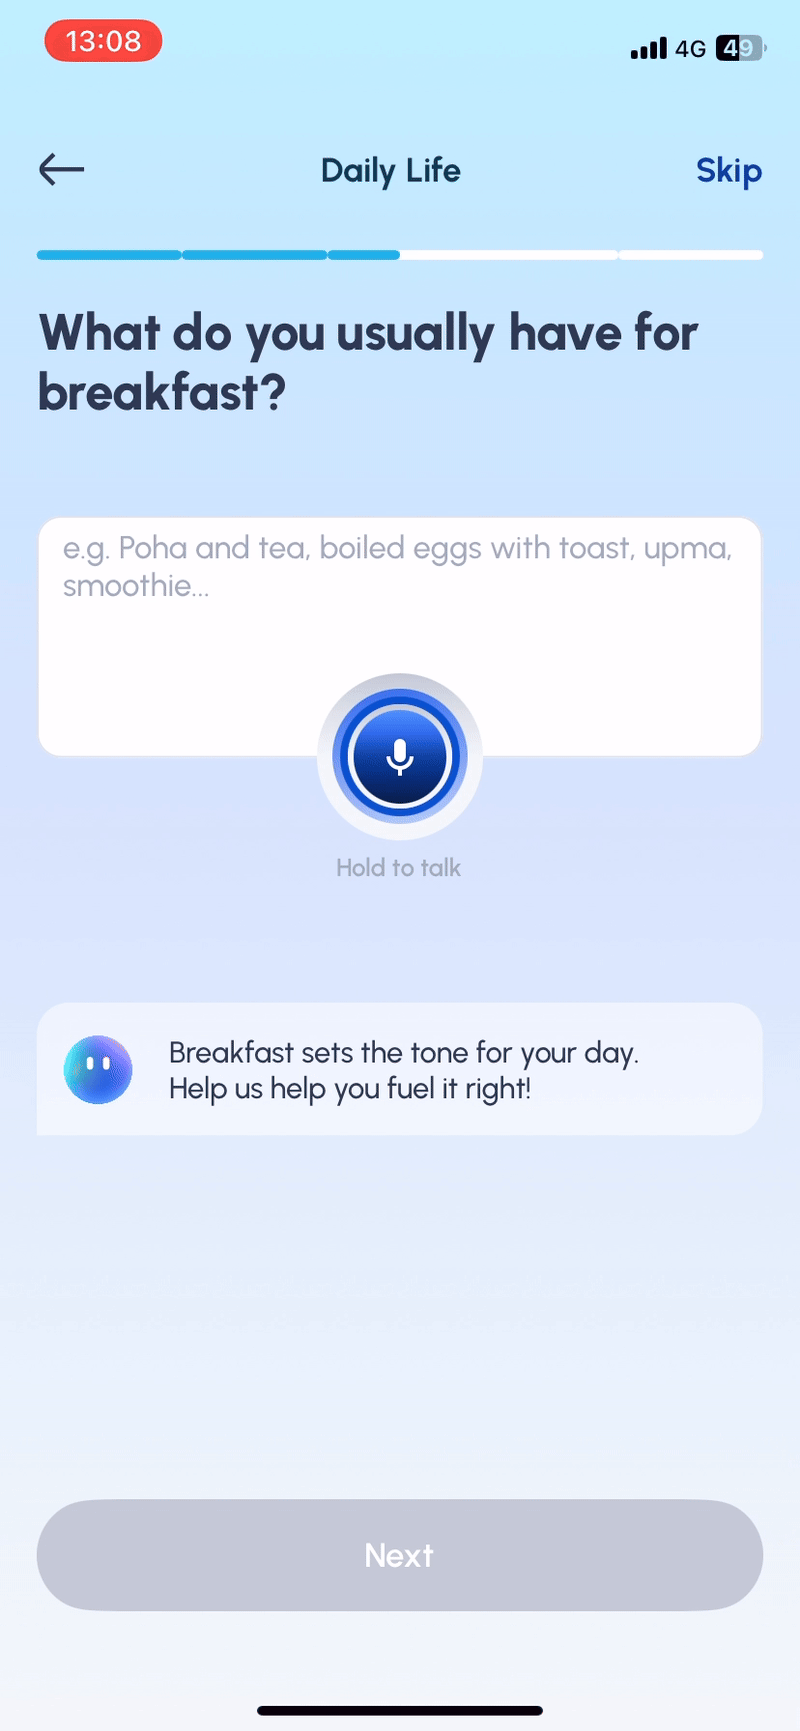 13:08
4G 49
Daily Life
Skip
What do you usually have for
breakfast?
e.g. Poha and tea, boiled eggs with toast, upma,
smoothie...
Hold to talk
Breakfast sets the tone for your day.
Help us help you fuel it right!
Next